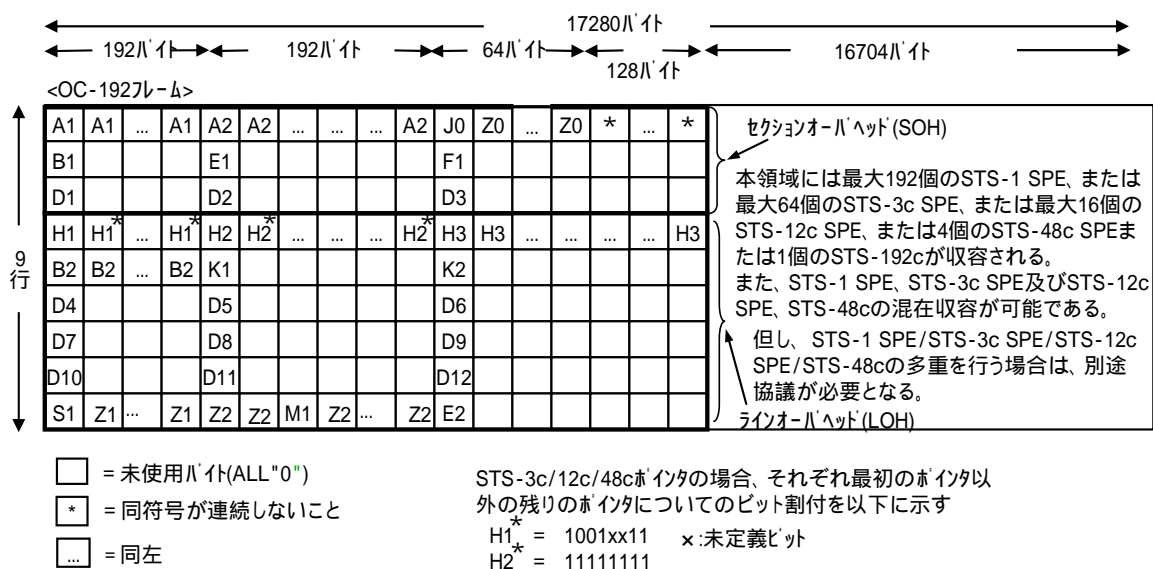 17280ﾊﾞｲﾄ
192ﾊﾞｲﾄ 192ﾊﾞｲﾄ 64ﾊﾞｲﾄ 128ﾊﾞｲﾄ 16704ﾊﾞｲﾄ
<OC-192ﾌﾚｰﾑ>
A1 A1 ... A1 A2 A2 ... ... ... A2 J0 Z0 ... Z0 * ... *
B1 E1 F1
D1 D2 D3
H1 H1* ... H1* H2 H2* ... ... ... H2* H3 H3 ... ... ... ... H3
B2 B2 ... B2 K1 K2
D4 D5 D6
D7 D8 D9
D10 D11 D12
S1 Z1 ... Z1 Z2 Z2 M1 Z2 ... Z2 E2
9
行
ｾｸｼｮﾝｵｰﾊﾞﾍｯﾄﾞ(SOH)
本領域には最大192個のSTS-1 SPE、または
最大64個のSTS-3c SPE、または最大16個の
STS-12c SPE、または4個のSTS-48c SPEま
たは1個のSTS-192cが収容される。
また、STS-1 SPE、STS-3c SPE及びSTS-12c
SPE、STS-48cの混在収容が可能である。
但し、STS-1 SPE/STS-3c SPE/STS-12c
SPE/STS-48cの多重を行う場合は、別途
協議が必要となる。
ﾗｲﾝｵｰﾊﾞﾍｯﾄﾞ(LOH)
=未使用ﾊﾞｲﾄ(ALL"0")
* =同符号が連続しないこと
... =同左
STS-3c/12c/48cﾎﾟｲﾝﾀの場合、それぞれ最初のﾎﾟｲﾝﾀ以
外の残りのﾎﾟｲﾝﾀについてのビット割付を以下に示す
H1* = 1001xx11 ×:未定義ﾋﾞｯﾄ
H2* = 11111111